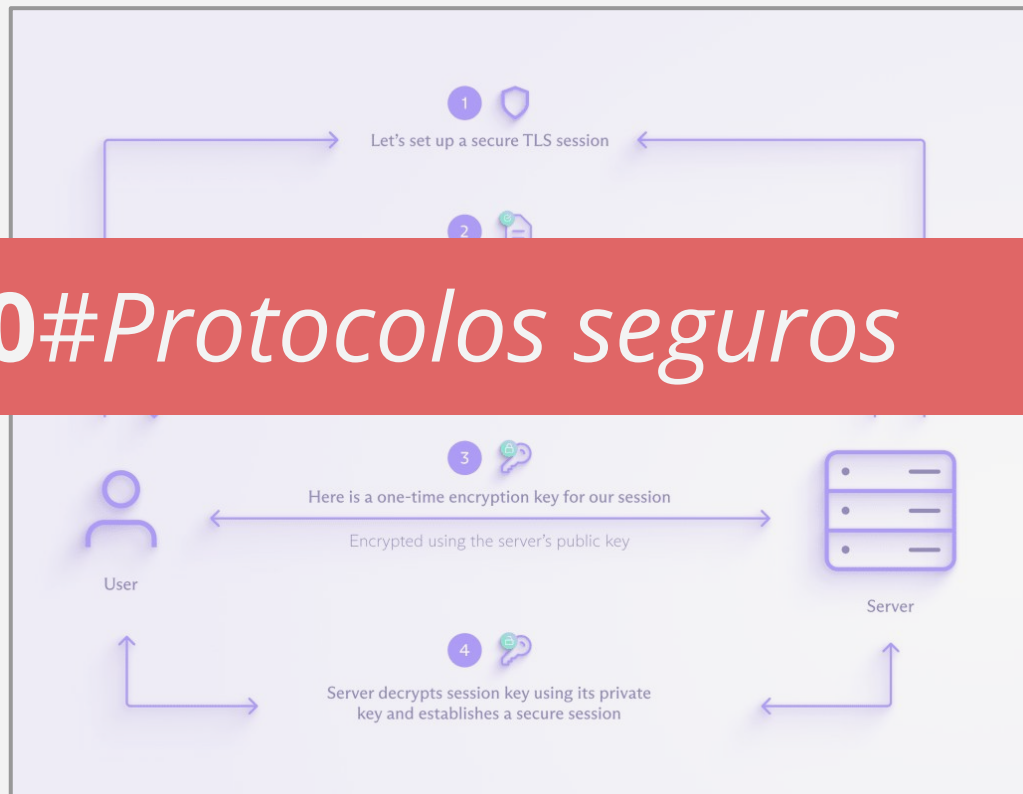 1
Let's set up a secure TLS session
2
0#Protocolos seguros
3
Here is a one-time encryption key for our session
Encrypted using the server's public key
User
Server
4
Server decrypts session key using its private
key and establishes a secure session